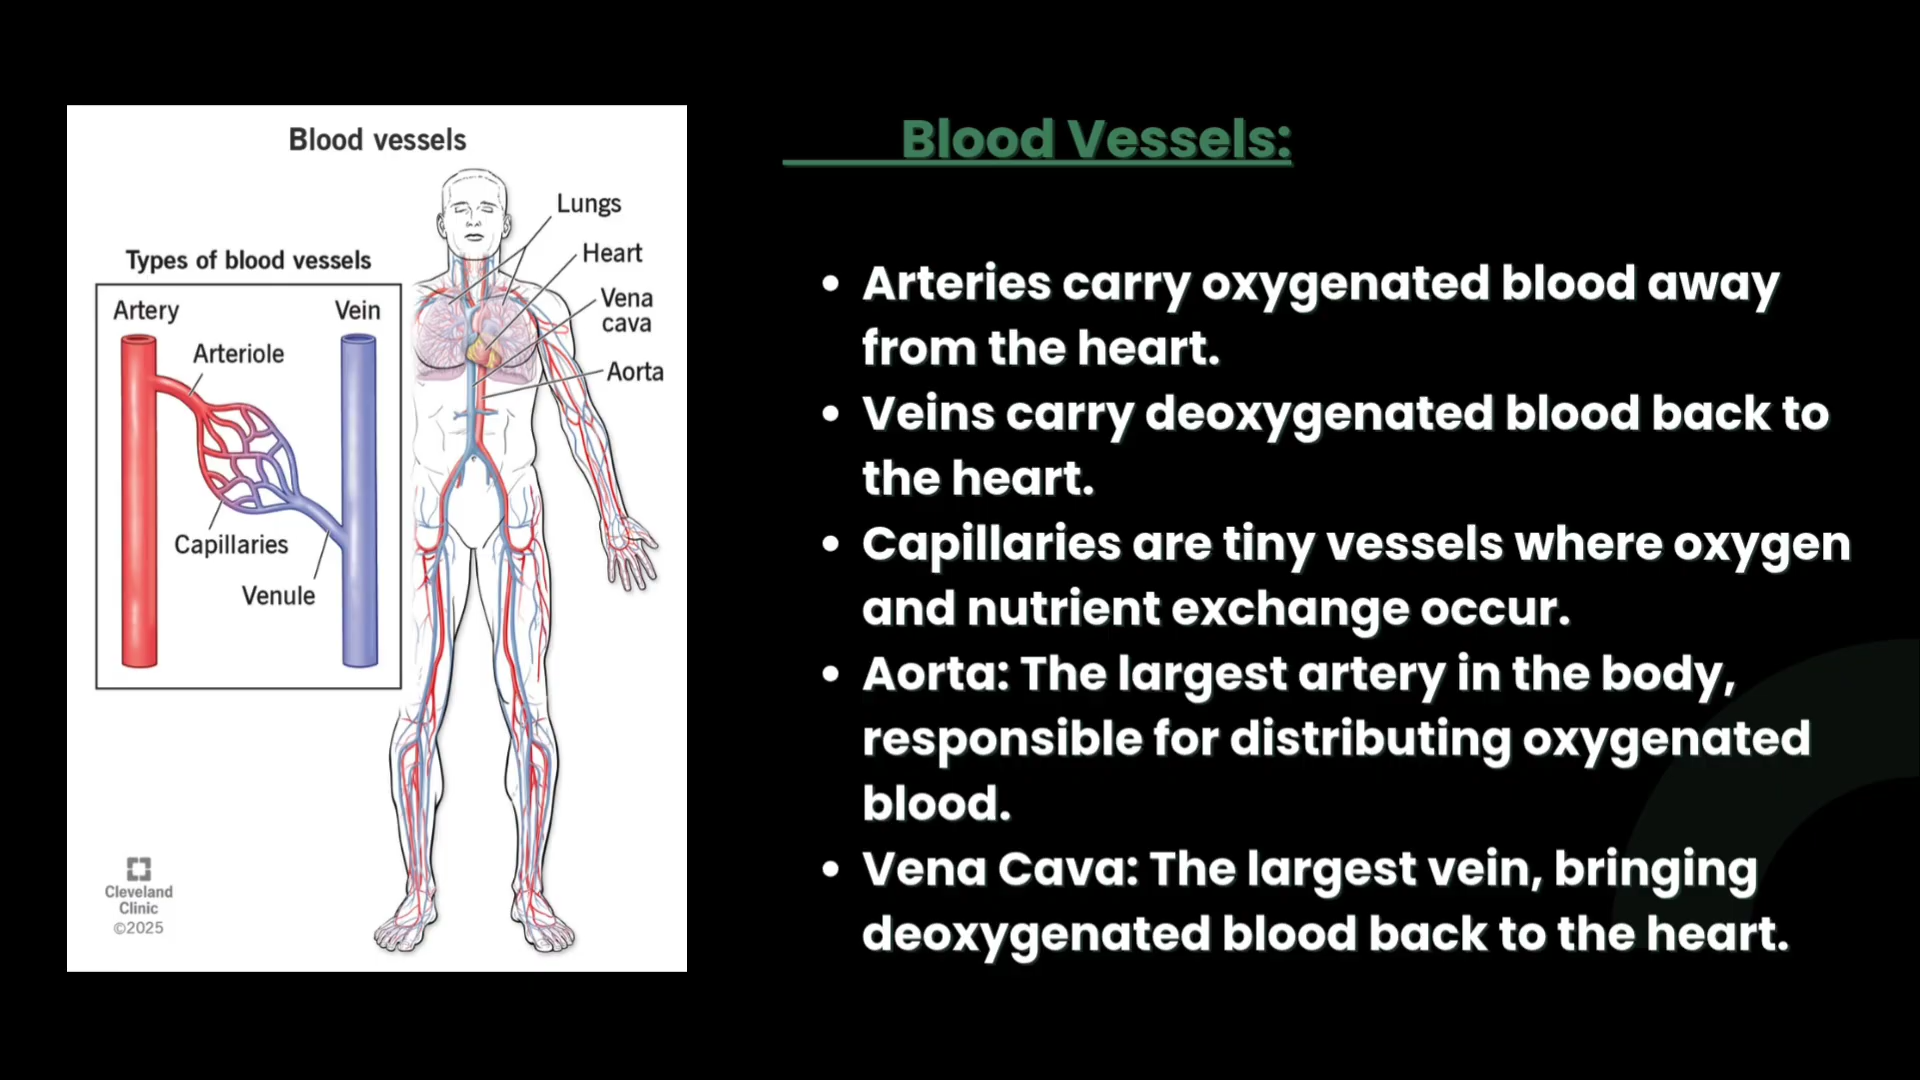 Blood vessels
Lungs
Heart
Vena
cava
Aorta
Types of blood vessels
Artery
Vein
Arteriole
Capillaries
Venule
Cleveland
Clinic
©2025
Blood Vessels:
• Arteries carry oxygenated blood away
from the heart.
• Veins carry deoxygenated blood back to
the heart.
• Capillaries are tiny vessels where oxygen
and nutrient exchange occur.
• Aorta: The largest artery in the body,
responsible for distributing oxygenated
blood.
• Vena Cava: The largest vein, bringing
deoxygenated blood back to the heart.